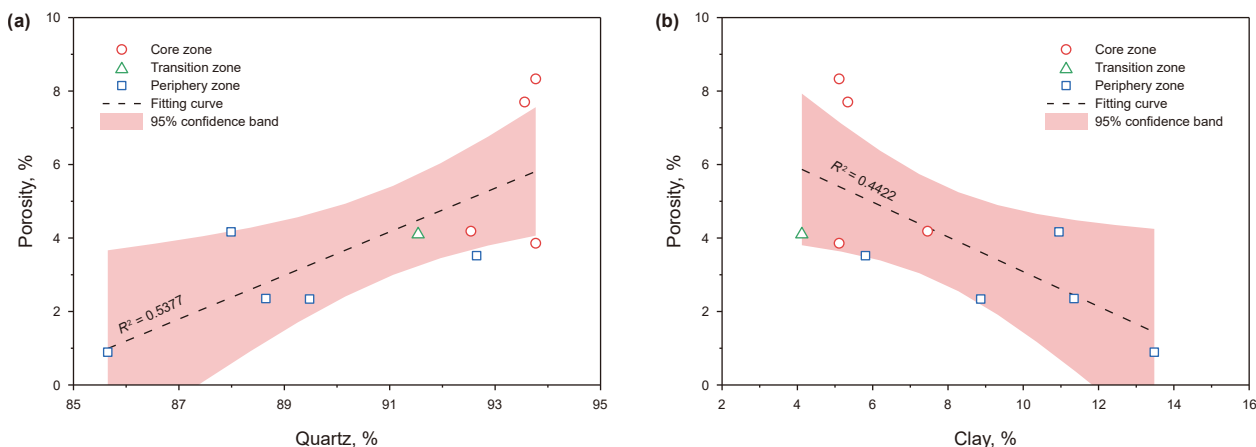 (a)
10
8
6
4
2
0
Porosity, %
Core zone
Transition zone
Periphery zone
Fitting curve
95% confidence band
R² = 0.5377
85
87
89
91
93
95
Quartz, %
(b)
10
8
6
4
2
0
Porosity, %
Core zone
Transition zone
Periphery zone
Fitting curve
95% confidence band
R² = 0.4422
2
4
6
8
10
12
14
16
Clay, %